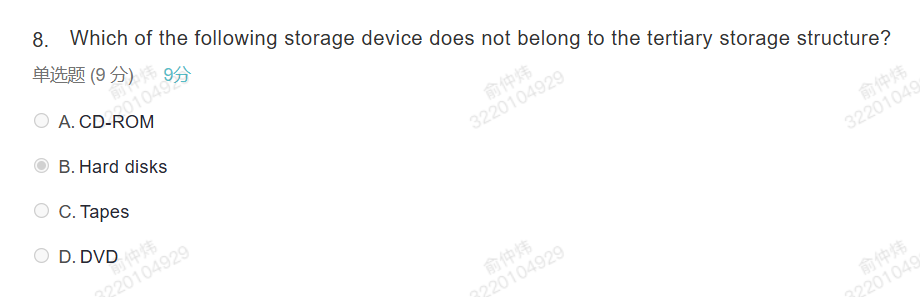 8. Which of the following storage device does not belong to the tertiary storage structure?
单选题 (9 分) 9分
A. CD-ROM
B. Hard disks
C. Tapes
D. DVD
俞仲炜
3220104929
俞仲炜
3220104929
俞仲炜
3220104929
俞仲炜
3220104929
俞仲炜
3220104929
俞仲炜
3220104929